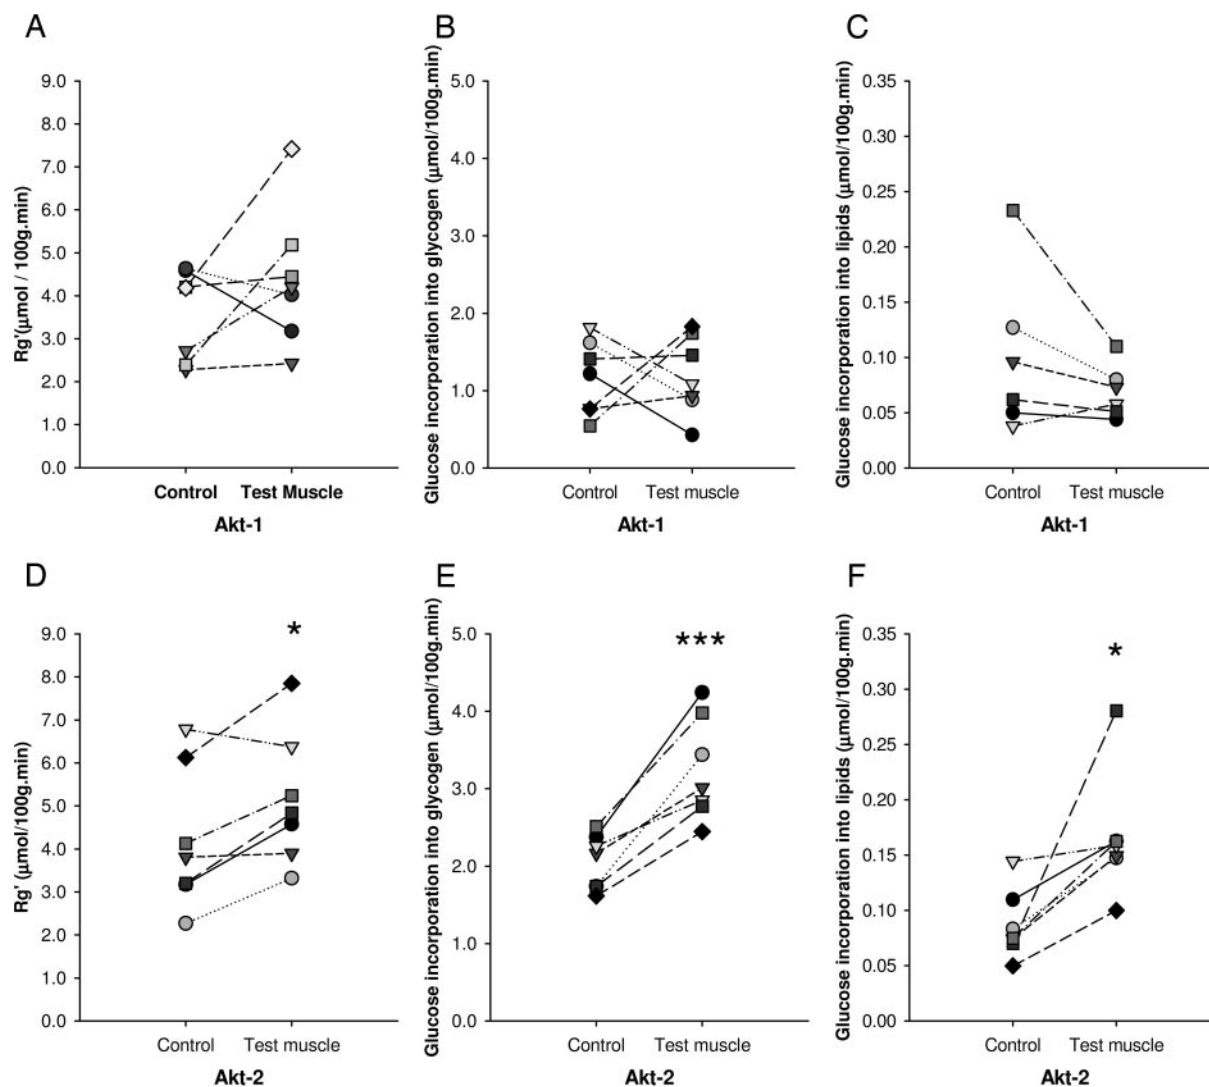 A
Rg'(µmol / 100g.min)
9.0
8.0
7.0
6.0
5.0
4.0
3.0
2.0
1.0
0.0
Control
Test Muscle
Akt-1
B
Glucose incorporation into glycogen (µmol/100g.min)
5.0
4.0
3.0
2.0
1.0
0.0
Control
Test muscle
Akt-1
C
Glucose incorporation into lipids (µmol/100g.min)
0.35
0.30
0.25
0.20
0.15
0.10
0.05
0.00
Control
Test muscle
Akt-1
D
Rg' (µmol/100g.min)
9.0
8.0
7.0
6.0
5.0
4.0
3.0
2.0
1.0
0.0
*
Control
Test muscle
Akt-2
E
Glucose incorporation into glycogen (µmol/100g.min)
5.0
4.0
3.0
2.0
1.0
0.0
***
Control
Test muscle
Akt-2
F
Glucose incorporation into lipids (µmol/100g.min)
0.35
0.30
0.25
0.20
0.15
0.10
0.05
0.00
*
Control
Test muscle
Akt-2